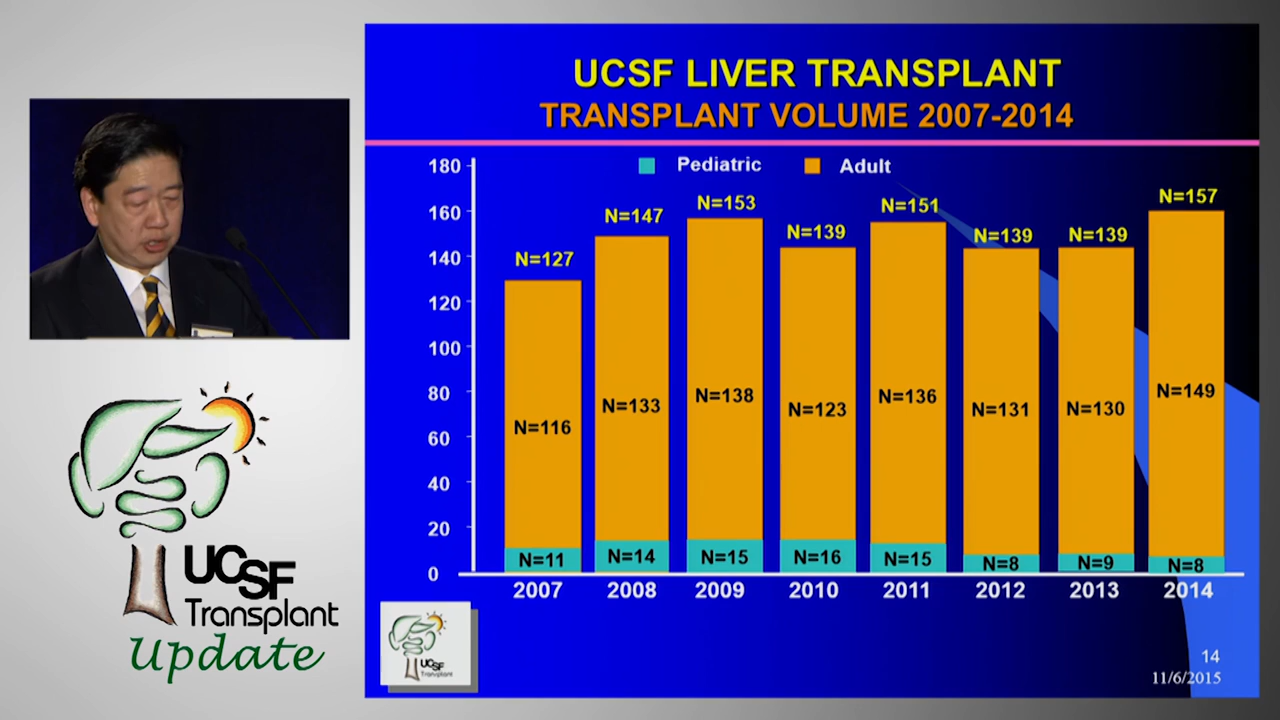 UCSF LIVER TRANSPLANT
TRANSPLANT VOLUME 2007-2014
Pediatric Adult
180
160
140
120
100
80
60
40
20
0
N=127 N=147 N=153 N=139 N=151 N=139 N=139 N=157
N=116 N=133 N=138 N=123 N=136 N=131 N=130 N=149
N=11 N=14 N=15 N=16 N=15 N=8 N=9 N=8
2007 2008 2009 2010 2011 2012 2013 2014
UCSF
Transplant
14
11/6/2015
UCSF
Transplant
Update